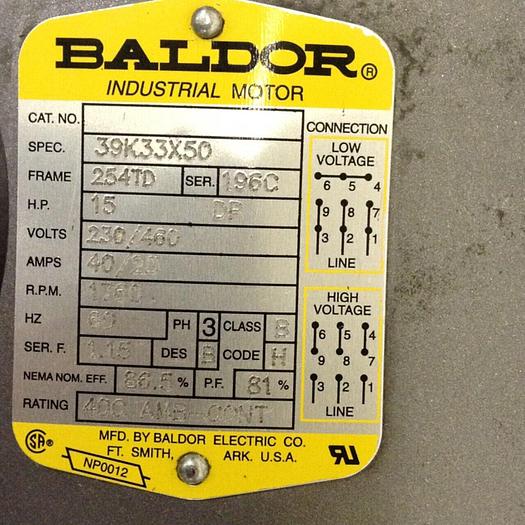 BALDOR ®
INDUSTRIAL MOTOR
CAT. NO.
SPEC. 39K33X50
FRAME 254TD SER. 196C
H.P. 15 DP
VOLTS 230/460
AMPS 40/20
R.P.M.
HZ 60 PH 3 CLASS B
SER. F. 1.15 DES B CODE H
NEMA NOM. EFF. 86.5 % P.F. 81 %
RATING 40C AMB-CONT
CONNECTION
LOW
VOLTAGE
6 5 4
9 8 7
3 2 1
LINE
HIGH
VOLTAGE
6 5 4
9 8 7
3 2 1
LINE
SA ®
MFD. BY BALDOR ELECTRIC CO.
FT. SMITH, ARK. U.S.A.
NP0012